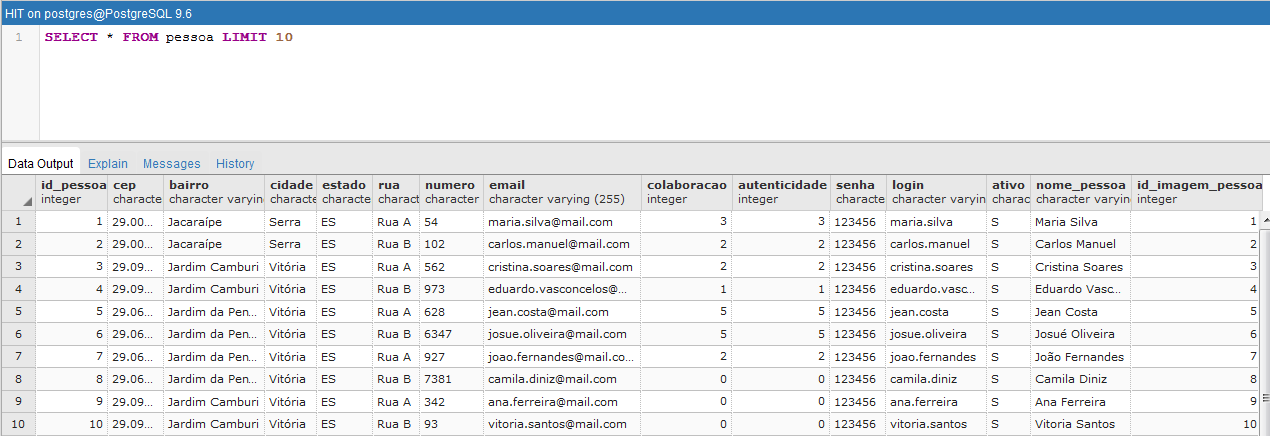 HIT on postgres@PostgreSQL 9.6
1 SELECT * FROM pessoa LIMIT 10
Data Output Explain Messages History
id_pessoa cep bairro cidade estado rua numero email colaboracao autenticidade senha login ativo nome_pessoa id_imagem_pessoa
integer characte character varying character characte charact character character varying (255) integer integer characte character varyin charac character varying integer
1 1 29.00... Jacaraípe Serra ES Rua A 54 maria.silva@mail.com 3 3 123456 maria.silva S Maria Silva 1
2 2 29.00... Jacaraípe Serra ES Rua B 102 carlos.manuel@mail.com 2 2 123456 carlos.manuel S Carlos Manuel 2
3 3 29.09... Jardim Camburi Vitória ES Rua A 562 cristina.soares@mail.com 2 2 123456 cristina.soares S Cristina Soares 3
4 4 29.09... Jardim Camburi Vitória ES Rua B 973 eduardo.vasconcelos@... 1 1 123456 eduardo.vasc... S Eduardo Vasc... 4
5 5 29.06... Jardim da Pen... Vitória ES Rua A 628 jean.costa@mail.com 5 5 123456 jean.costa S Jean Costa 5
6 6 29.06... Jardim da Pen... Vitória ES Rua B 6347 josue.oliveira@mail.com 5 5 123456 josue.oliveira S Josué Oliveira 6
7 7 29.06... Jardim da Pen... Vitória ES Rua A 927 joao.fernandes@mail.co... 2 2 123456 joao.fernandes S João Fernandes 7
8 8 29.06... Jardim da Pen... Vitória ES Rua B 7381 camila.diniz@mail.com 0 0 123456 camila.diniz S Camila Diniz 8
9 9 29.09... Jardim Camburi Vitória ES Rua A 342 ana.ferreira@mail.com 0 0 123456 ana.ferreira S Ana Ferreira 9
10 10 29.09... Jardim Camburi Vitória ES Rua B 93 vitoria.santos@mail.com 0 0 123456 vitoria.santos S Vitoria Santos 10